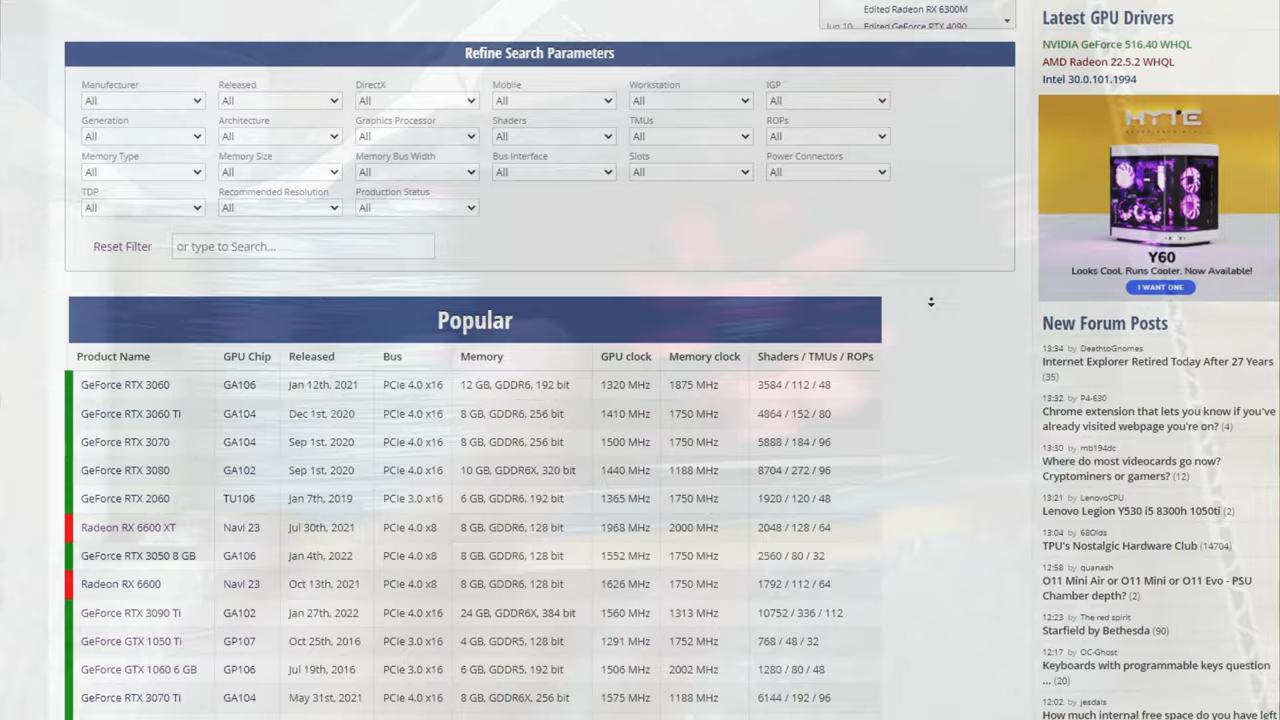 Edited Radeon RX 6300M
Jun 10 Edited GeForce RTX 4090
Refine Search Parameters
Manufacturer Released DirectX Mobile Workstation IGP
All All All All All All
Generation Architecture Graphics Processor Shaders TMUs ROPs
All All All All All All
Memory Type Memory Size Memory Bus Width Bus Interface Slots Power Connectors
All All All All All All
TDP Recommended Resolution Production Status
All All All
Reset Filter or type to Search...
Popular
Product Name GPU Chip Released Bus Memory GPU clock Memory clock Shaders / TMUs / ROPs
GeForce RTX 3060 GA106 Jan 12th, 2021 PCIe 4.0 x16 12 GB, GDDR6, 192 bit 1320 MHz 1875 MHz 3584 / 112 / 48
GeForce RTX 3060 Ti GA104 Dec 1st, 2020 PCIe 4.0 x16 8 GB, GDDR6, 256 bit 1410 MHz 1750 MHz 4864 / 152 / 80
GeForce RTX 3070 GA104 Sep 1st, 2020 PCIe 4.0 x16 8 GB, GDDR6, 256 bit 1500 MHz 1750 MHz 5888 / 184 / 96
GeForce RTX 3080 GA102 Sep 1st, 2020 PCIe 4.0 x16 10 GB, GDDR6X, 320 bit 1440 MHz 1188 MHz 8704 / 272 / 96
GeForce RTX 2060 TU106 Jan 7th, 2019 PCIe 3.0 x16 6 GB, GDDR6, 192 bit 1365 MHz 1750 MHz 1920 / 120 / 48
Radeon RX 6600 XT Navi 23 Jul 30th, 2021 PCIe 4.0 x8 8 GB, GDDR6, 128 bit 1968 MHz 2000 MHz 2048 / 128 / 64
GeForce RTX 3050 8 GB GA106 Jan 4th, 2022 PCIe 4.0 x8 8 GB, GDDR6, 128 bit 1552 MHz 1750 MHz 2560 / 80 / 32
Radeon RX 6600 Navi 23 Oct 13th, 2021 PCIe 4.0 x8 8 GB, GDDR6, 128 bit 1626 MHz 1750 MHz 1792 / 112 / 64
GeForce RTX 3090 Ti GA102 Jan 27th, 2022 PCIe 4.0 x16 24 GB, GDDR6X, 384 bit 1560 MHz 1313 MHz 10752 / 336 / 112
GeForce GTX 1050 Ti GP107 Oct 25th, 2016 PCIe 3.0 x16 4 GB, GDDR5, 128 bit 1291 MHz 1752 MHz 768 / 48 / 32
GeForce GTX 1060 6 GB GP106 Jul 19th, 2016 PCIe 3.0 x16 6 GB, GDDR5, 192 bit 1506 MHz 2002 MHz 1280 / 80 / 48
GeForce RTX 3070 Ti GA104 May 31st, 2021 PCIe 4.0 x16 8 GB, GDDR6X, 256 bit 1575 MHz 1188 MHz 6144 / 192 / 96
Latest GPU Drivers
NVIDIA GeForce 516.40 WHQL
AMD Radeon 22.5.2 WHQL
Intel 30.0.101.1994
HYTE
Y60
Looks Cool. Runs Cooler. Now Available!
I WANT ONE
New Forum Posts
13:34 by DeathtoGnomes
Internet Explorer Retired Today After 27 Years
(35)
13:32 by P4-630
Chrome extension that lets you know if you've
already visited webpage you're on? (4)
13:30 by mb194dc
Where do most videocards go now?
Cryptominers or gamers? (12)
13:21 by LenovoCPU
Lenovo Legion Y530 i5 8300h 1050ti (2)
13:04 by 68Olds
TPU's Nostalgic Hardware Club (14704)
12:58 by quanash
O11 Mini Air or O11 Mini or O11 Evo - PSU
Chamber depth? (2)
12:23 by The red spirit
Starfield by Bethesda (90)
12:17 by OC-Ghost
Keyboards with programmable keys question
... (20)
12:02 by jesdals
How much internal free space do you have left